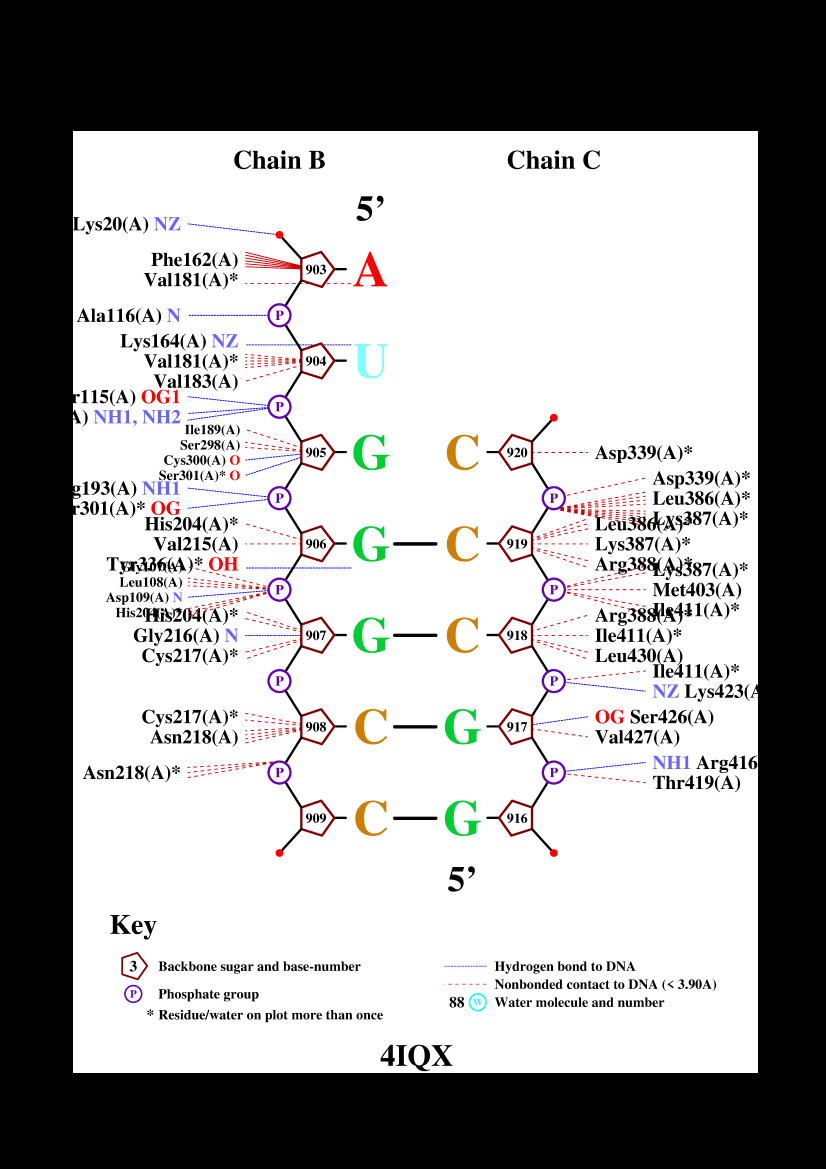 Chain B
Chain C
5’
Lys20(A) NZ
Phe162(A)
903
A
Val181(A)*
Ala116(A) N
P
Lys164(A) NZ
Val181(A)*
904
U
Val183(A)
r115(A) OG1
P
A) NH1, NH2
Ile189(A)
Ser298(A)
905
G
C
920
Asp339(A)*
Cys300(A) O
Ser301(A)* O
Asp339(A)*
g193(A) NH1
P
P
Leu386(A)*
r301(A)* OG
Lys387(A)*
His204(A)*
Leu386(A)*
Val215(A)
906
G
C
919
Lys387(A)*
Tyr336(A)* OH
Arg388(A)*
Lys387(A)*
Leu108(A)
P
P
Met403(A)
Asp109(A) N
Ile411(A)*
His204(A)*
His204(A)*
Arg388(A)*
Gly216(A) N
907
G
C
918
Ile411(A)*
Cys217(A)*
Leu430(A)
Ile411(A)*
P
P
NZ Lys423(A
Cys217(A)*
OG Ser426(A)
908
C
G
917
Asn218(A)
Val427(A)
NH1 Arg416
Asn218(A)*
P
P
Thr419(A)
909
C
G
916
5’
Key
3 Backbone sugar and base-number
Hydrogen bond to DNA
Nonbonded contact to DNA (< 3.90A)
P Phosphate group
88 W Water molecule and number
* Residue/water on plot more than once
4IQX